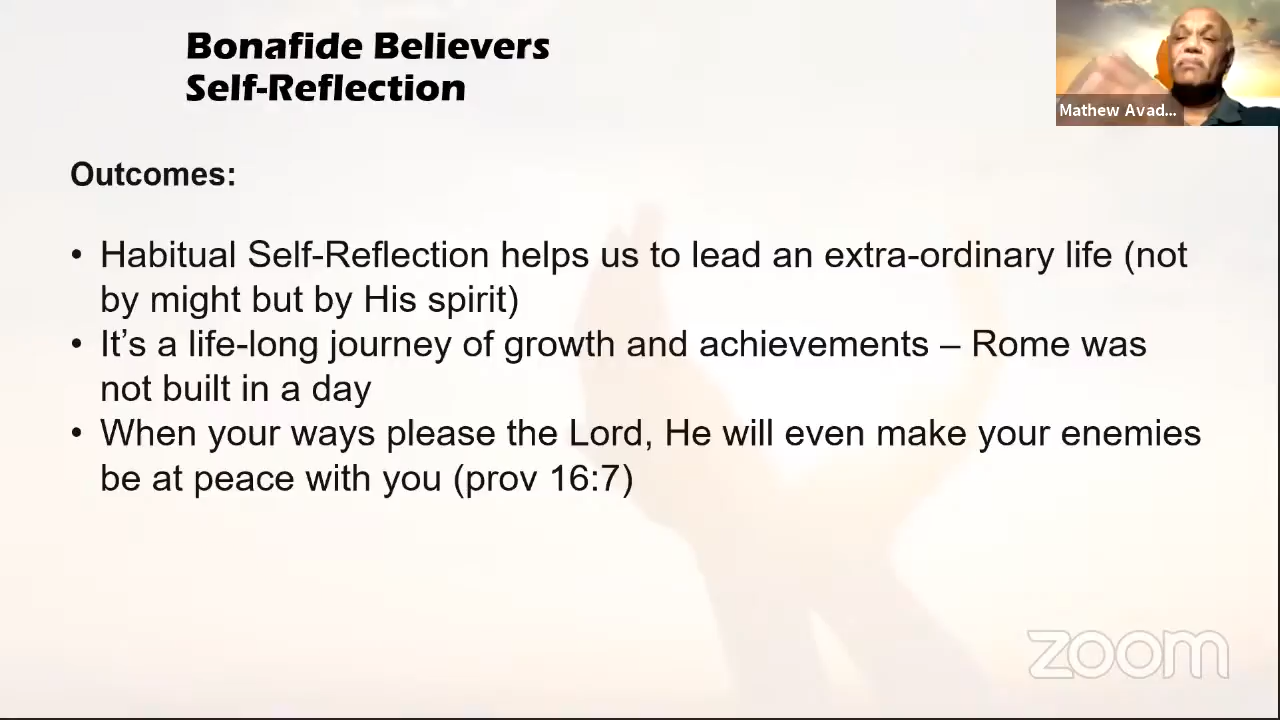 Bonafide Believers
Self-Reflection
Mathew Avad...
Outcomes:
• Habitual Self-Reflection helps us to lead an extra-ordinary life (not
by might but by His spirit)
• It’s a life-long journey of growth and achievements – Rome was
not built in a day
• When your ways please the Lord, He will even make your enemies
be at peace with you (prov 16:7)
zoom